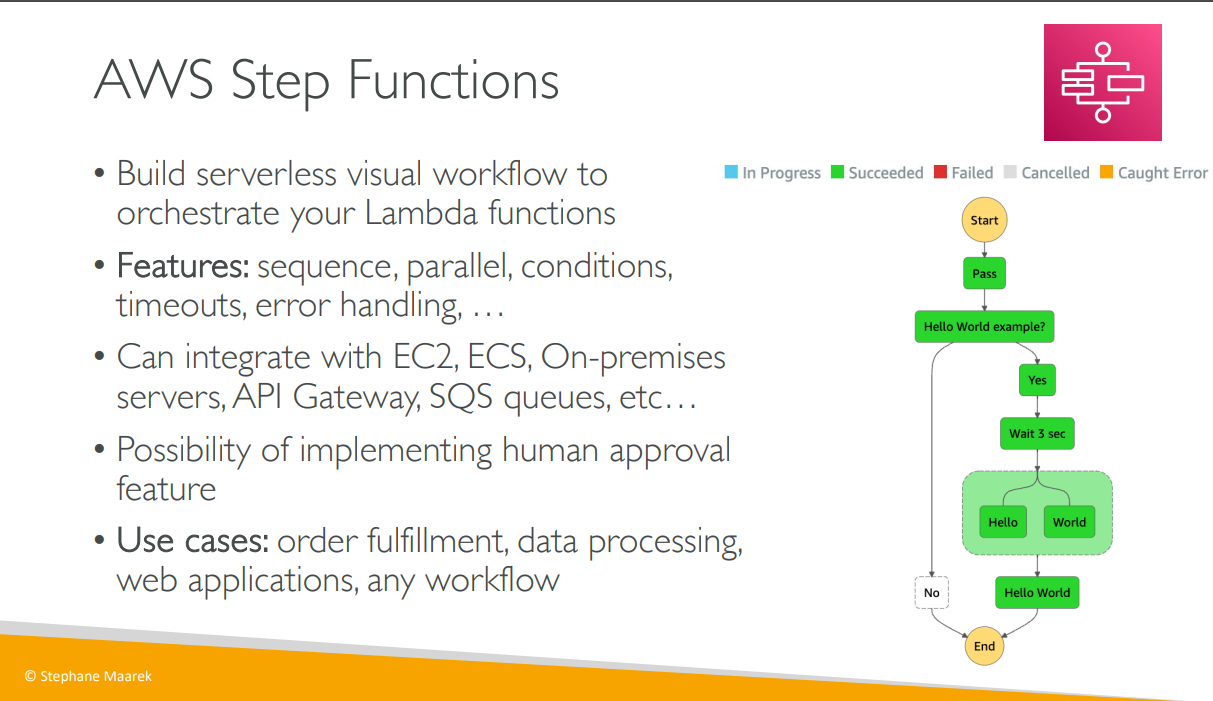 AWS Step Functions
• Build serverless visual workflow to
orchestrate your Lambda functions
• Features: sequence, parallel, conditions,
timeouts, error handling, …
• Can integrate with EC2, ECS, On-premises
servers, API Gateway, SQS queues, etc…
• Possibility of implementing human approval
feature
• Use cases: order fulfillment, data processing,
web applications, any workflow
In Progress Succeeded Failed Cancelled Caught Error
Start
Pass
Hello World example?
Yes
Wait 3 sec
Hello World
No Hello World
End
© Stephane Maarek